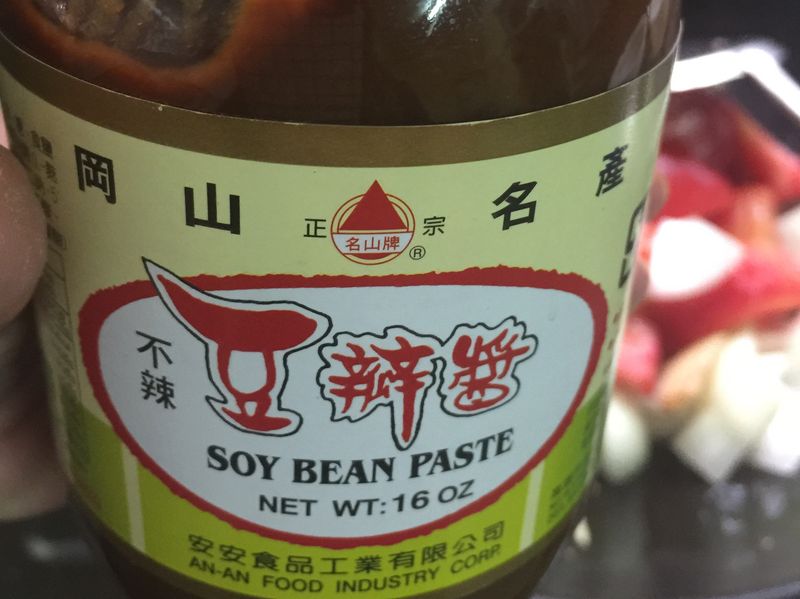 岡山名產
正宗
名山牌
®
不辣
豆瓣醬
SOY BEAN PASTE
NET WT: 16 OZ
安安食品工業有限公司
AN-AN FOOD INDUSTRY CORP.